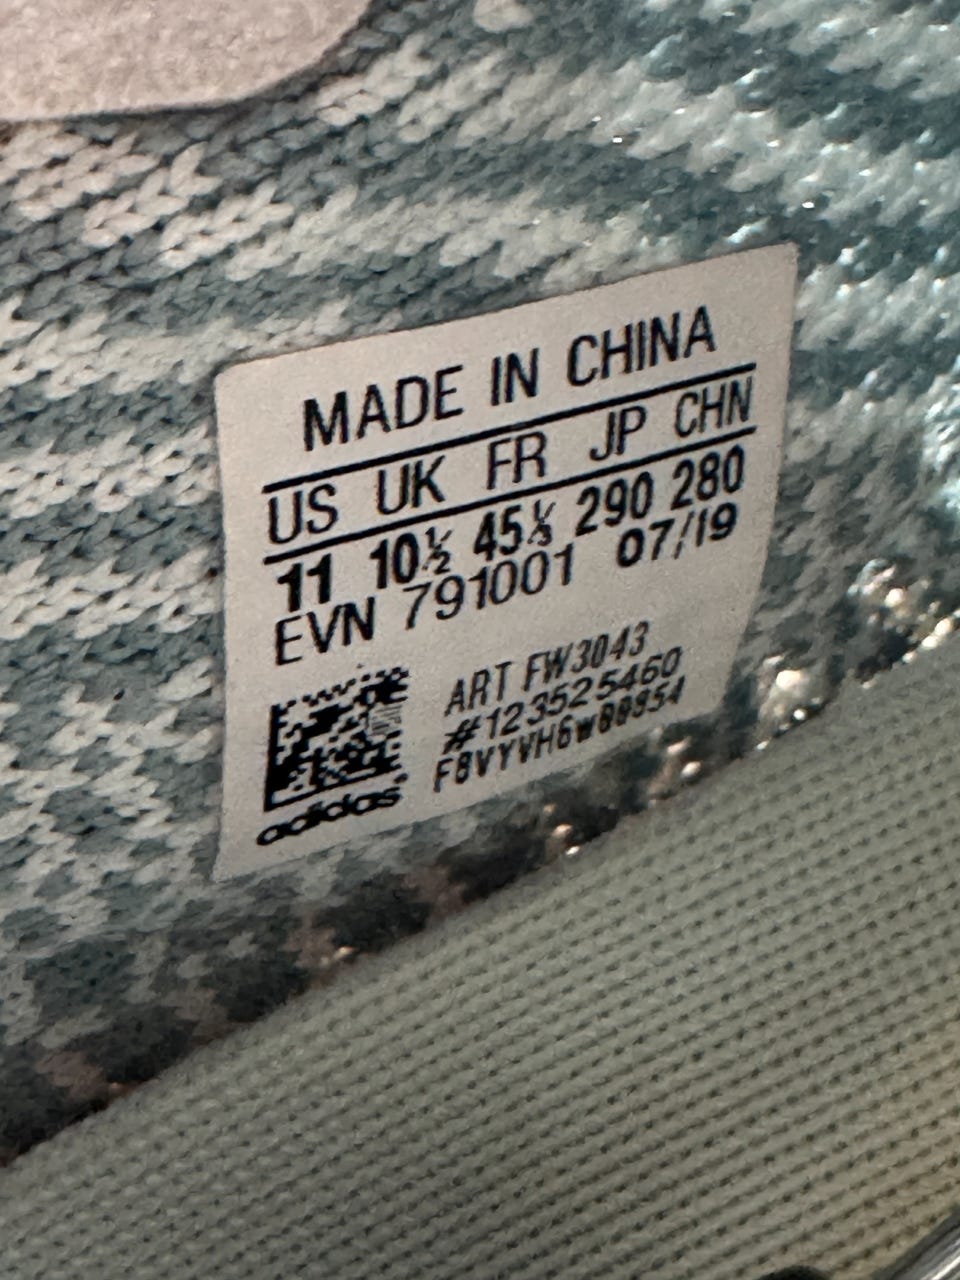 MADE IN CHINA
US UK FR JP CHN
11 10½ 45⅓ 290 280
EVN 791001 07/19
ART FW3043
#123525460
adidas